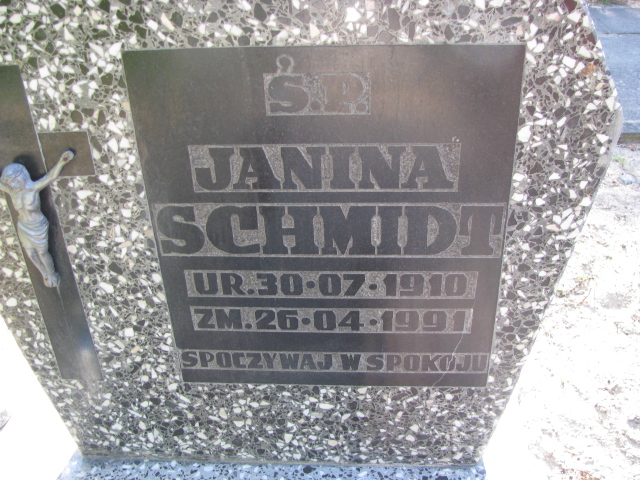 Ś.P.
JANINA
SCHMIDT
UR.30·07·1910
ZM.26·04·1991
SPOCZYWAJ W SPOKOJU